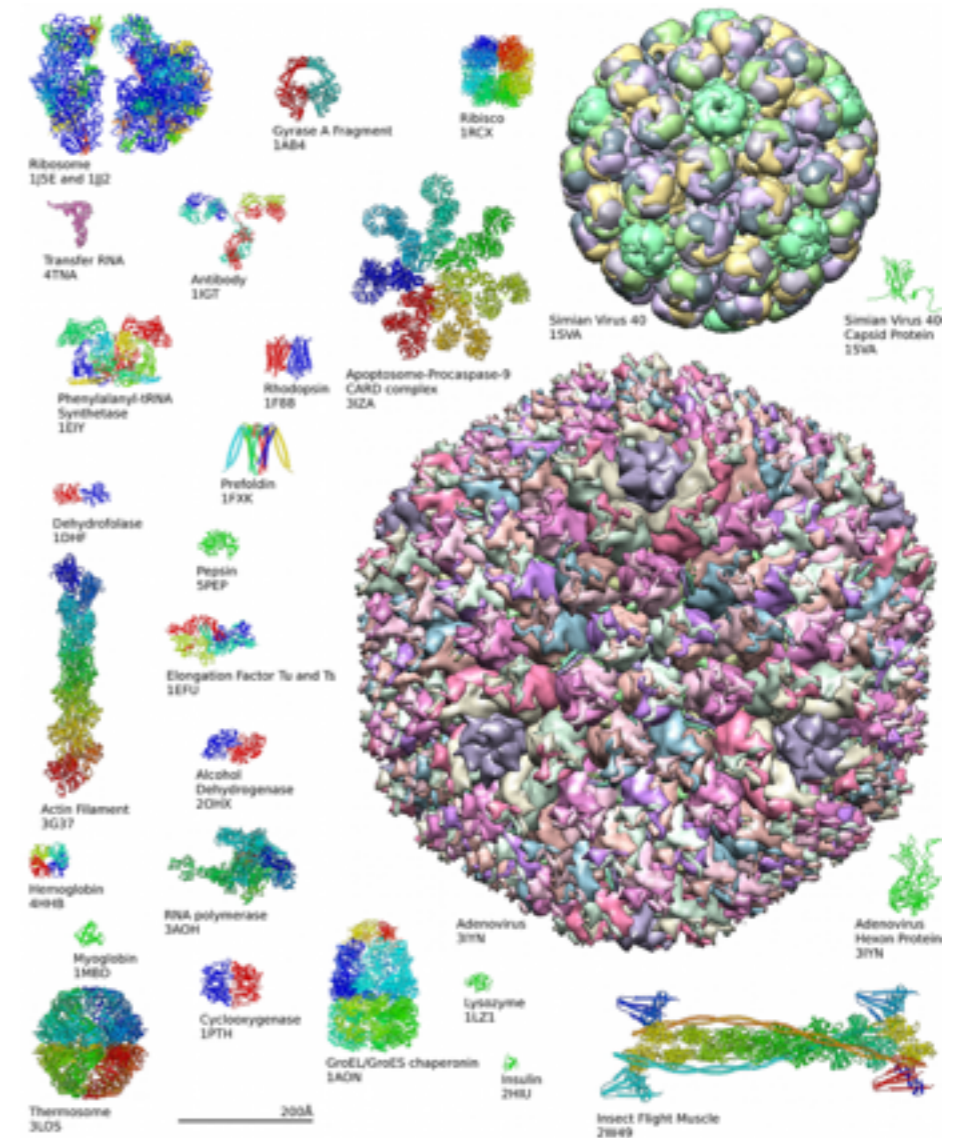 Ribosome
1J5E and 1JJ2
Gyrase A Fragment
1AB4
Ribisco
1RCX
Transfer RNA
4TNA
Antibody
1IGT
Apoptosome-Procaspase-9
CARD complex
3IZA
Simian Virus 40
1SVA
Simian Virus 40
Capsid Protein
1SVA
Phenylalanyl-tRNA
Synthetase
1EIY
Rhodopsin
1F88
Prefoldin
1FXK
Dehydrofolase
1DHF
Pepsin
5PEP
Elongation Factor Tu and Ts
1EFU
Alcohol
Dehydrogenase
2OHX
Actin Filament
3G37
Hemoglobin
4HHB
RNA polymerase
3AOH
Adenovirus
3IYN
Adenovirus
Hexon Protein
3IYN
Myoglobin
1MBD
Cyclooxygenase
1PTH
GroEL/GroES chaperonin
1AON
Lysozyme
1LZ1
Insulin
2HIU
Thermosome
3LOS
200Å
Insect Flight Muscle
2W49